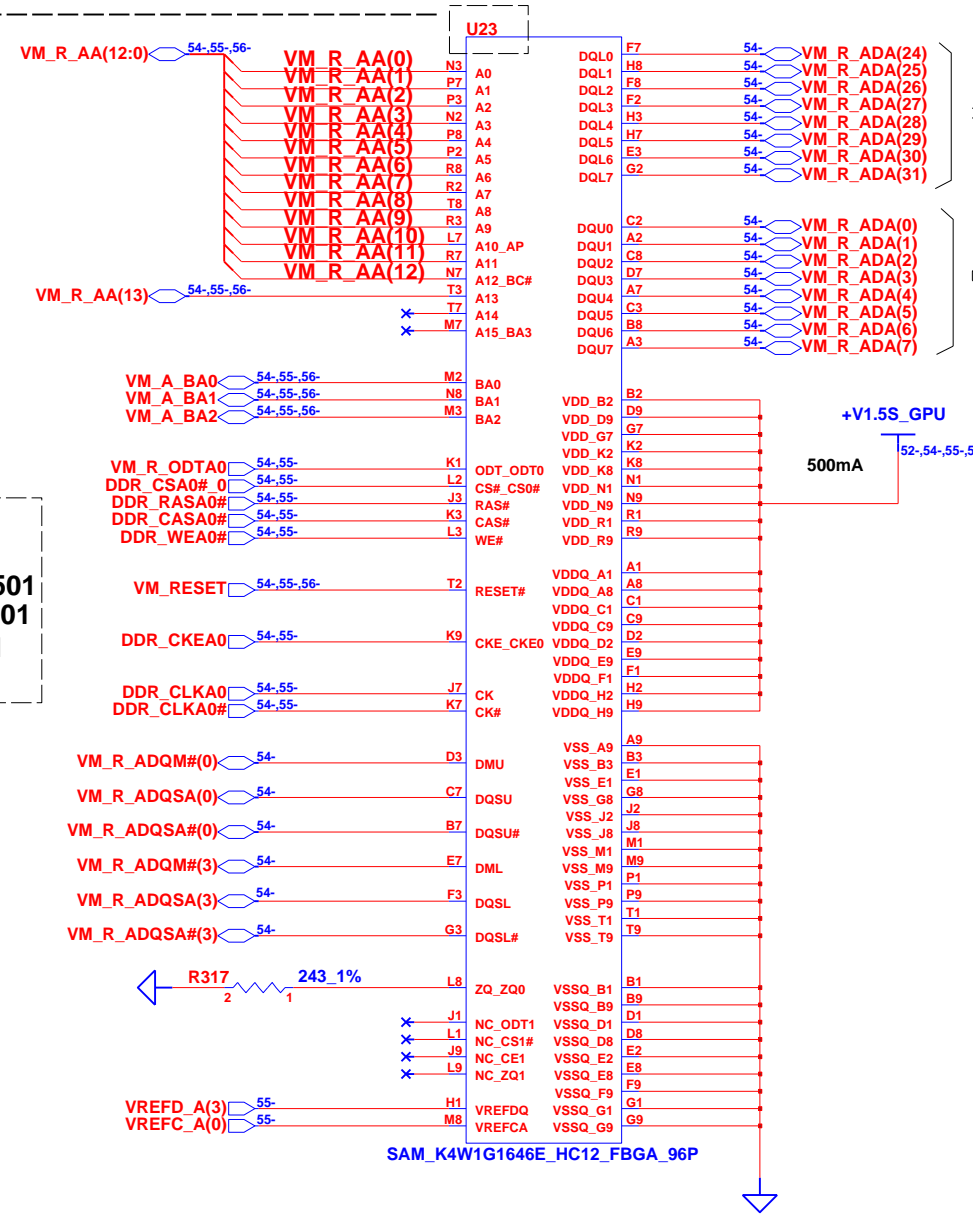 U23
VM_R_AA(12:0) 54-,55-,56-
VM_R_AA(0) N3 A0
VM_R_AA(1) P7 A1
VM_R_AA(2) P3 A2
VM_R_AA(3) N2 A3
VM_R_AA(4) P8 A4
VM_R_AA(5) P2 A5
VM_R_AA(6) R8 A6
VM_R_AA(7) R2 A7
VM_R_AA(8) T8 A8
VM_R_AA(9) R3 A9
VM_R_AA(10) L7 A10_AP
VM_R_AA(11) R7 A11
VM_R_AA(12) N7 A12_BC#
VM_R_AA(13) 54-,55-,56- T3 A13
T7 A14
M7 A15_BA3
VM_A_BA0 54-,55-,56- M2 BA0
VM_A_BA1 54-,55-,56- N8 BA1
VM_A_BA2 54-,55-,56- M3 BA2
VM_R_ODTA0 54-,55- K1 ODT_ODT0
DDR_CSA0#_0 54-,55- L2 CS#_CS0#
DDR_RASA0# 54-,55- J3 RAS#
DDR_CASA0# 54-,55- K3 CAS#
DDR_WEA0# 54-,55- L3 WE#
501
01
VM_RESET 54-,55-,56- T2 RESET#
DDR_CKEA0 54-,55- K9 CKE_CKE0
DDR_CLKA0 54-,55- J7 CK
DDR_CLKA0# 54-,55- K7 CK#
VM_R_ADQM#(0) 54- D3 DMU
VM_R_ADQSA(0) 54- C7 DQSU
VM_R_ADQSA#(0) 54- B7 DQSU#
VM_R_ADQM#(3) 54- E7 DML
VM_R_ADQSA(3) 54- F3 DQSL
VM_R_ADQSA#(3) 54- G3 DQSL#
R317 243_1% L8 ZQ_ZQ0
2 1
J1 NC_ODT1
L1 NC_CS1#
J9 NC_CE1
L9 NC_ZQ1
VREFD_A(3) 55- H1 VREFDQ
VREFC_A(0) 55- M8 VREFCA
DQL0 F7 54- VM_R_ADA(24)
DQL1 H8 54- VM_R_ADA(25)
DQL2 F8 54- VM_R_ADA(26)
DQL3 F2 54- VM_R_ADA(27)
DQL4 H3 54- VM_R_ADA(28)
DQL5 H7 54- VM_R_ADA(29)
DQL6 E3 54- VM_R_ADA(30)
DQL7 G2 54- VM_R_ADA(31)
DQU0 C2 54- VM_R_ADA(0)
DQU1 A2 54- VM_R_ADA(1)
DQU2 C8 54- VM_R_ADA(2)
DQU3 D7 54- VM_R_ADA(3)
DQU4 A7 54- VM_R_ADA(4)
DQU5 C3 54- VM_R_ADA(5)
DQU6 B8 54- VM_R_ADA(6)
DQU7 A3 54- VM_R_ADA(7)
VDD_B2 B2
VDD_D9 D9
VDD_G7 G7
VDD_K2 K2
VDD_K8 K8
VDD_N1 N1
VDD_N9 N9
VDD_R1 R1
VDD_R9 R9
+V1.5S_GPU
52-,54-,55-,5
500mA
VDDQ_A1 A1
VDDQ_A8 A8
VDDQ_C1 C1
VDDQ_C9 C9
VDDQ_D2 D2
VDDQ_E9 E9
VDDQ_F1 F1
VDDQ_H2 H2
VDDQ_H9 H9
VSS_A9 A9
VSS_B3 B3
VSS_E1 E1
VSS_G8 G8
VSS_J2 J2
VSS_J8 J8
VSS_M1 M1
VSS_M9 M9
VSS_P1 P1
VSS_P9 P9
VSS_T1 T1
VSS_T9 T9
VSSQ_B1 B1
VSSQ_B9 B9
VSSQ_D1 D1
VSSQ_D8 D8
VSSQ_E2 E2
VSSQ_E8 E8
VSSQ_F9 F9
VSSQ_G1 G1
VSSQ_G9 G9
SAM_K4W1G1646E_HC12_FBGA_96P